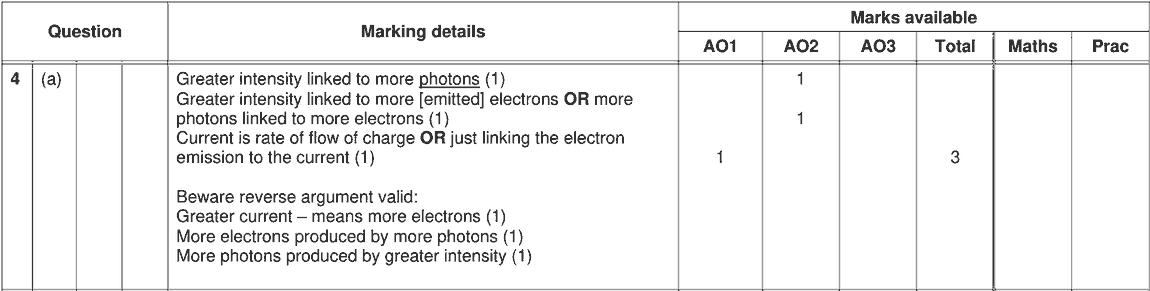 Question Marking details Marks available
AO1 AO2 AO3 Total Maths Prac
4 (a) Greater intensity linked to more photons (1) 1
Greater intensity linked to more [emitted] electrons OR more
photons linked to more electrons (1) 1
Current is rate of flow of charge OR just linking the electron
emission to the current (1) 1 3
Beware reverse argument valid:
Greater current – means more electrons (1)
More electrons produced by more photons (1)
More photons produced by greater intensity (1)